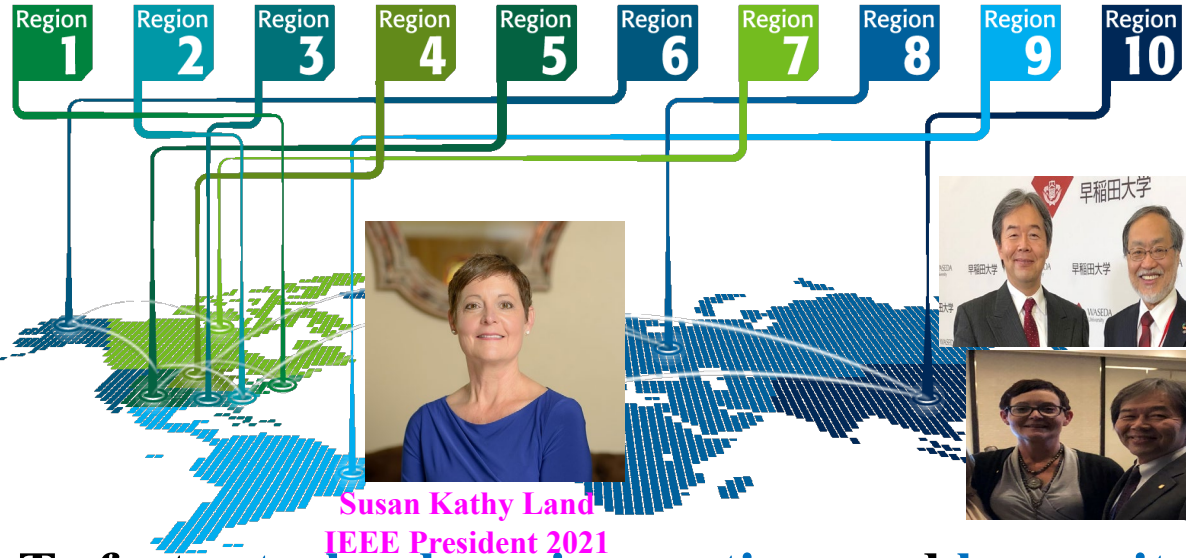 Region Region Region Region Region Region Region Region Region Region
1 2 3 4 5 6 7 8 9 10
早稲田大学
早稲田大学 早稲田大学
WASEDA
University
Susan Kathy Land
IEEE President 2021